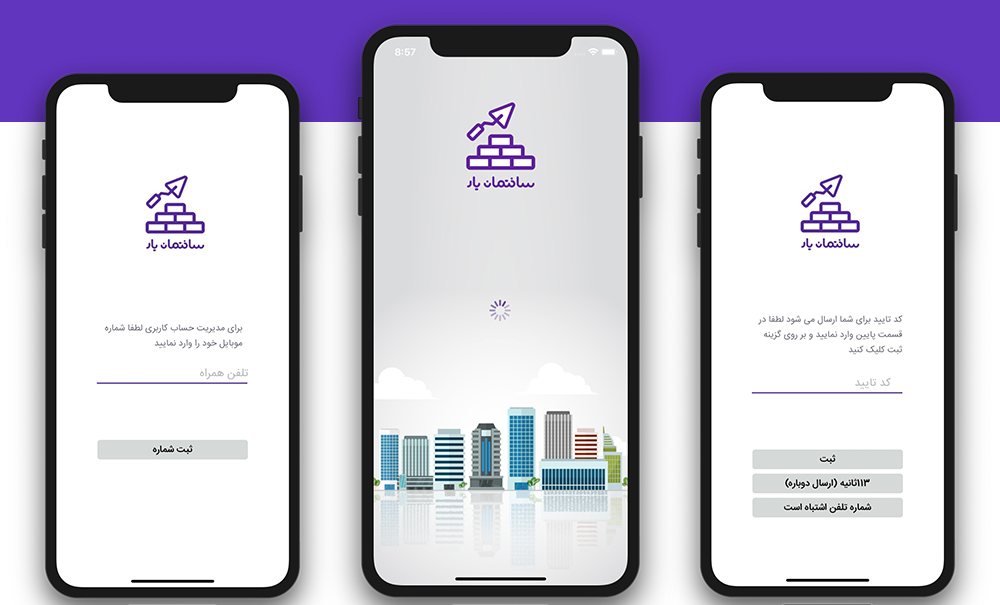 ساختمان یار
برای مدیریت حساب کاربری لطفا شماره
موبایل خود را وارد نمایید
تلفن همراه
ثبت شماره
8:57
ساختمان یار
ساختمان یار
کد تایید برای شما ارسال می شود لطفا در
قسمت پایین وارد نمایید و بر روی گزینه
ثبت کلیک کنید
کد تایید
ثبت
۱۱۳ثانیه (ارسال دوباره)
شماره تلفن اشتباه است